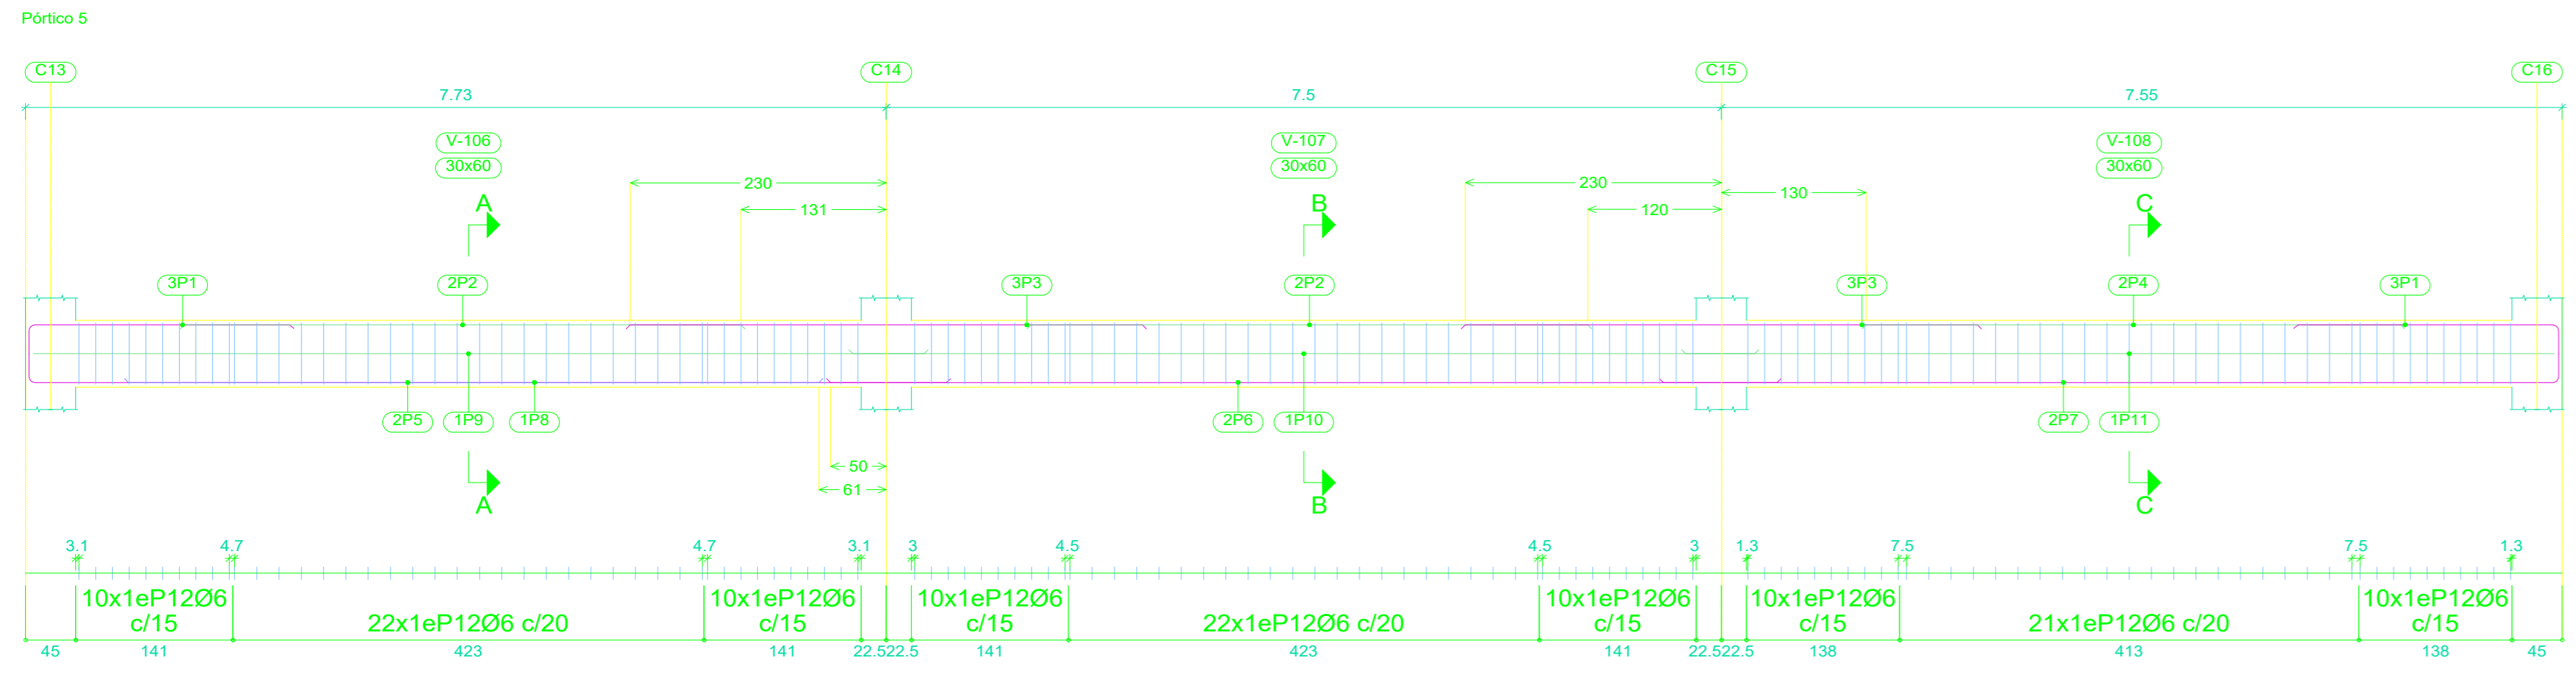 Pórtico 5
C13 C14 C15 C16
7.73 7.5 7.55
V-106 V-107 V-108
30x60 30x60 30x60
230 230 130
A 131 B 120 C
3P1 2P2 3P3 2P2 3P3 2P4 3P1
2P5 1P9 1P8 2P6 1P10 2P7 1P11
50
61
A B C
3.1 4.7 4.7 3.1 3 4.5 4.5 3 1.3 7.5 7.5 1.3
10x1eP12Ø6 10x1eP12Ø6 10x1eP12Ø6 10x1eP12Ø6 10x1eP12Ø6 10x1eP12Ø6
c/15 22x1eP12Ø6 c/20 c/15 c/15 22x1eP12Ø6 c/20 c/15 c/15 21x1eP12Ø6 c/20 c/15
45 141 423 141 22.5 22.5 141 423 141 22.5 22.5 138 413 138 45